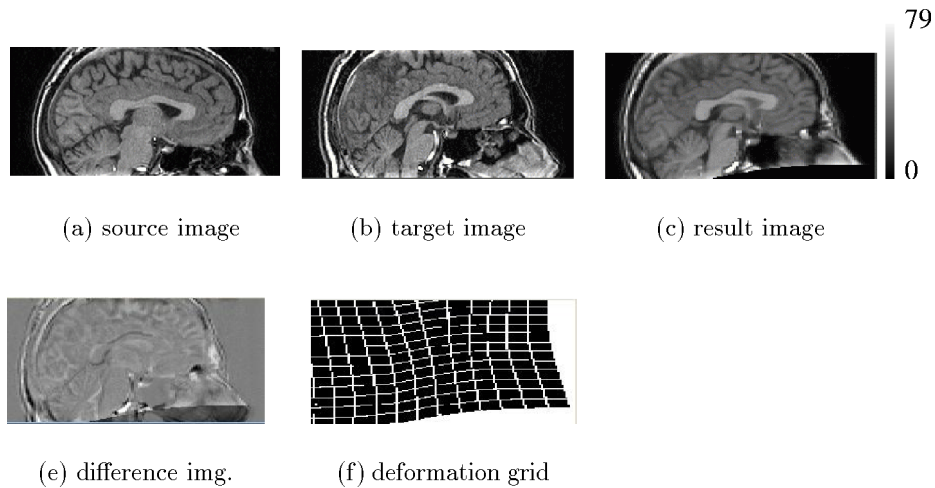 79
0
(a) source image
(b) target image
(c) result image
(e) difference img.
(f) deformation grid